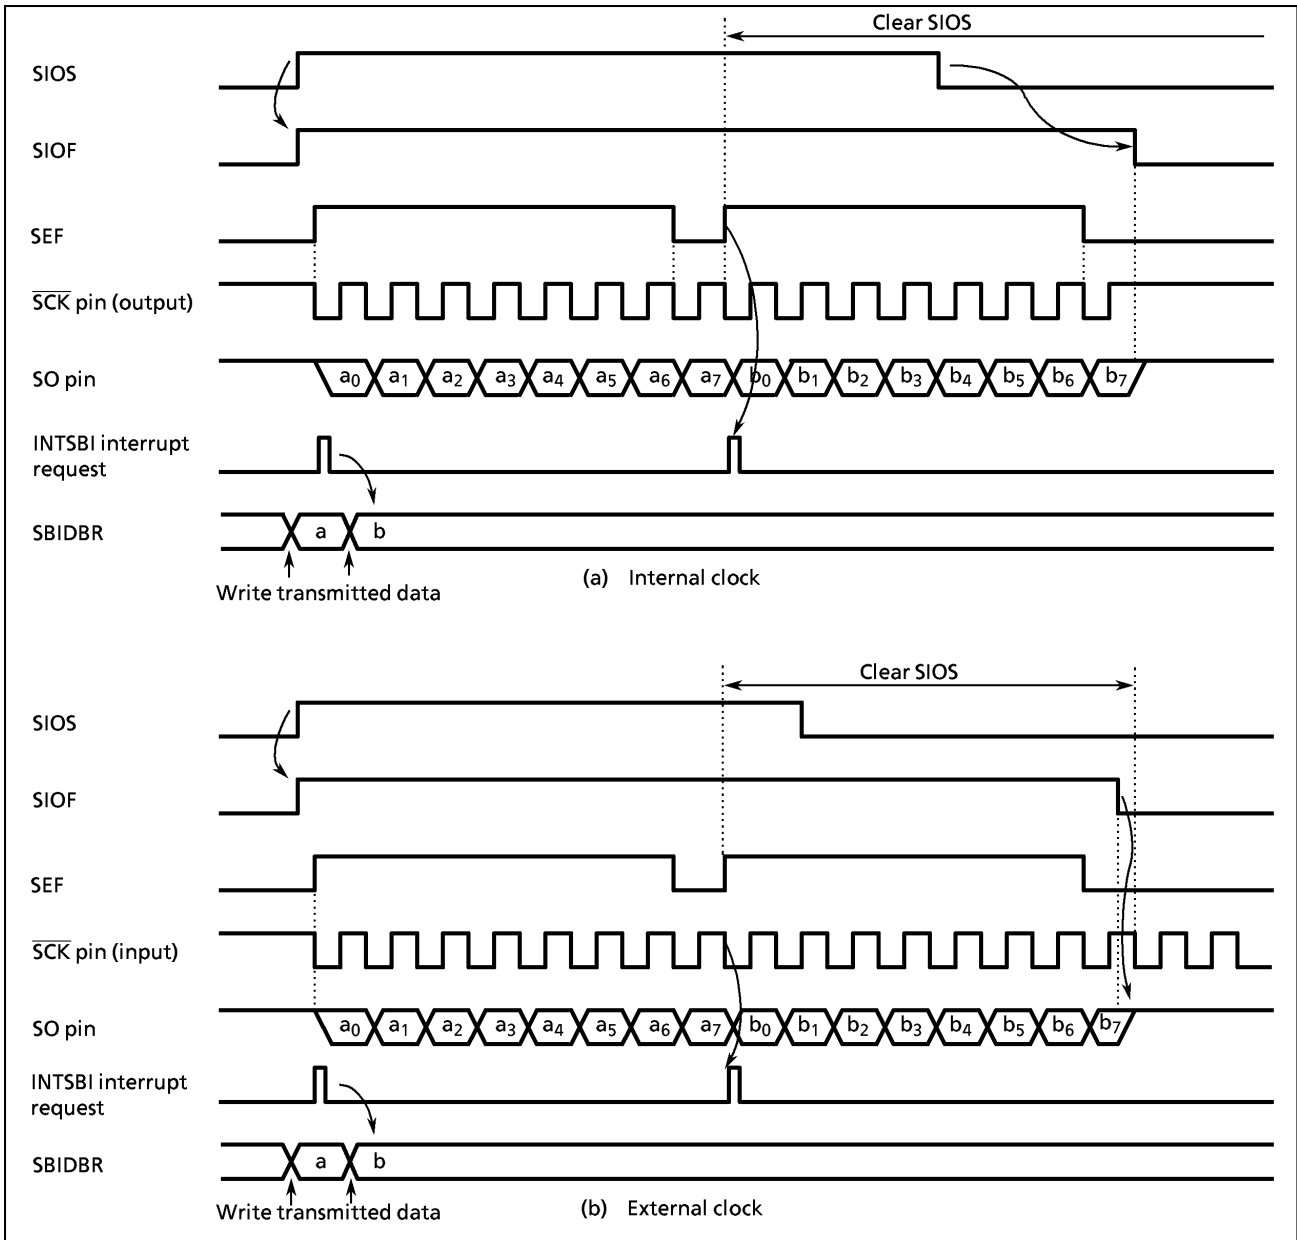 Clear SIOS
SIOS
SIOF
SEF
SCK pin (output)
SO pin
a0 a1 a2 a3 a4 a5 a6 a7 b0 b1 b2 b3 b4 b5 b6 b7
INTSBI interrupt
request
SBIDBR
a b
Write transmitted data
(a) Internal clock
Clear SIOS
SIOS
SIOF
SEF
SCK pin (input)
SO pin
a0 a1 a2 a3 a4 a5 a6 a7 b0 b1 b2 b3 b4 b5 b6 b7
INTSBI interrupt
request
SBIDBR
a b
Write transmitted data
(b) External clock